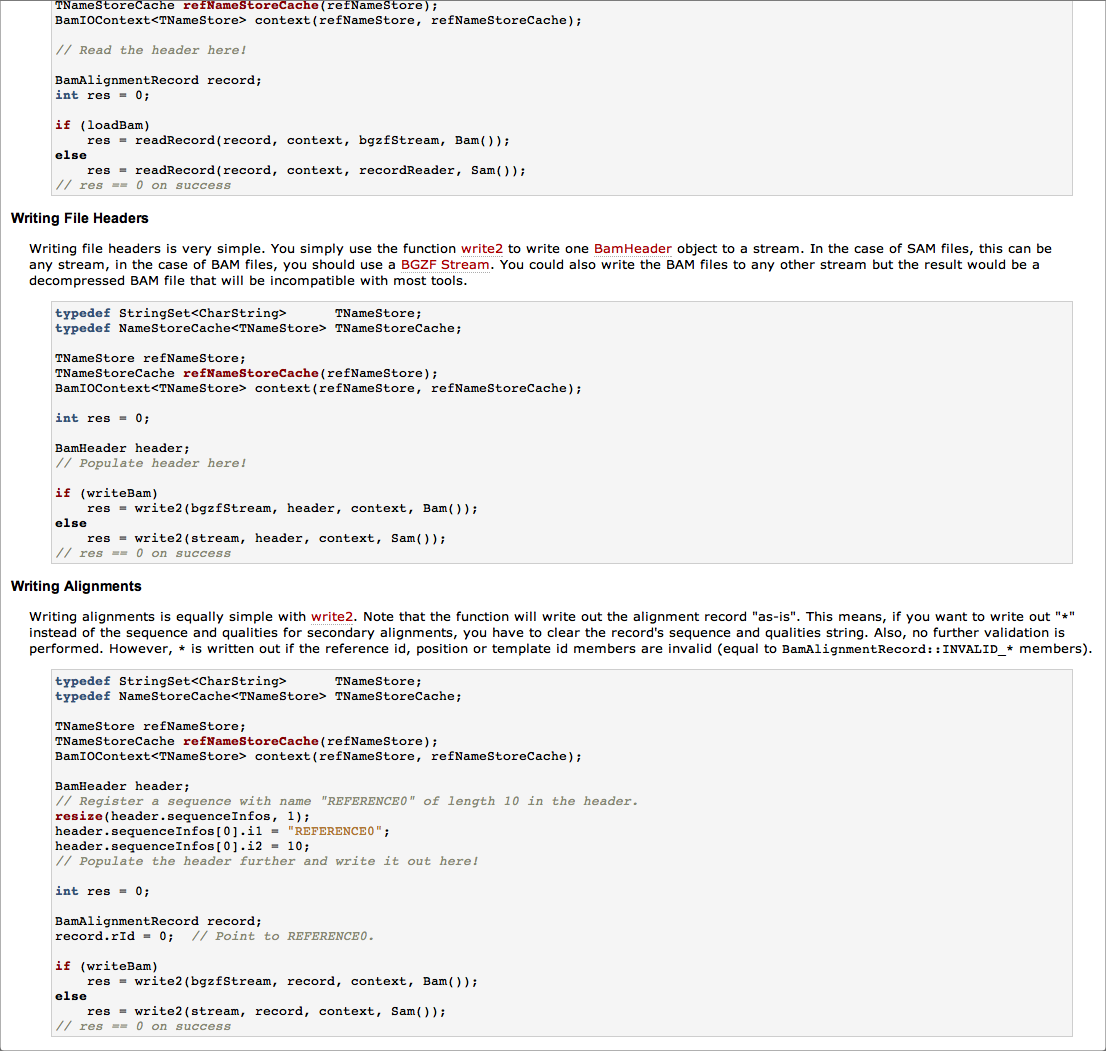 TNameStoreCache refNameStoreCache(refNameStore);
BamIOContext<TNameStore> context(refNameStore, refNameStoreCache);
// Read the header here!
BamAlignmentRecord record;
int res = 0;
if (loadBam)
    res = readRecord(record, context, bgzfStream, Bam());
else
    res = readRecord(record, context, recordReader, Sam());
// res == 0 on success
Writing File Headers
Writing file headers is very simple. You simply use the function write2 to write one BamHeader object to a stream. In the case of SAM files, this can be
any stream, in the case of BAM files, you should use a BGZF Stream. You could also write the BAM files to any other stream but the result would be a
decompressed BAM file that will be incompatible with most tools.
typedef StringSet<CharString>      TNameStore;
typedef NameStoreCache<TNameStore> TNameStoreCache;
TNameStore refNameStore;
TNameStoreCache refNameStoreCache(refNameStore);
BamIOContext<TNameStore> context(refNameStore, refNameStoreCache);
int res = 0;
BamHeader header;
// Populate header here!
if (writeBam)
    res = write2(bgzfStream, header, context, Bam());
else
    res = write2(stream, header, context, Sam());
// res == 0 on success
Writing Alignments
Writing alignments is equally simple with write2. Note that the function will write out the alignment record "as-is". This means, if you want to write out "*"
instead of the sequence and qualities for secondary alignments, you have to clear the record's sequence and qualities string. Also, no further validation is
performed. However, * is written out if the reference id, position or template id members are invalid (equal to BamAlignmentRecord::INVALID_* members).
typedef StringSet<CharString>      TNameStore;
typedef NameStoreCache<TNameStore> TNameStoreCache;
TNameStore refNameStore;
TNameStoreCache refNameStoreCache(refNameStore);
BamIOContext<TNameStore> context(refNameStore, refNameStoreCache);
BamHeader header;
// Register a sequence with name "REFERENCE0" of length 10 in the header.
resize(header.sequenceInfos, 1);
header.sequenceInfos[0].i1 = "REFERENCE0";
header.sequenceInfos[0].i2 = 10;
// Populate the header further and write it out here!
int res = 0;
BamAlignmentRecord record;
record.rId = 0;  // Point to REFERENCE0.
if (writeBam)
    res = write2(bgzfStream, record, context, Bam());
else
    res = write2(stream, record, context, Sam());
// res == 0 on success